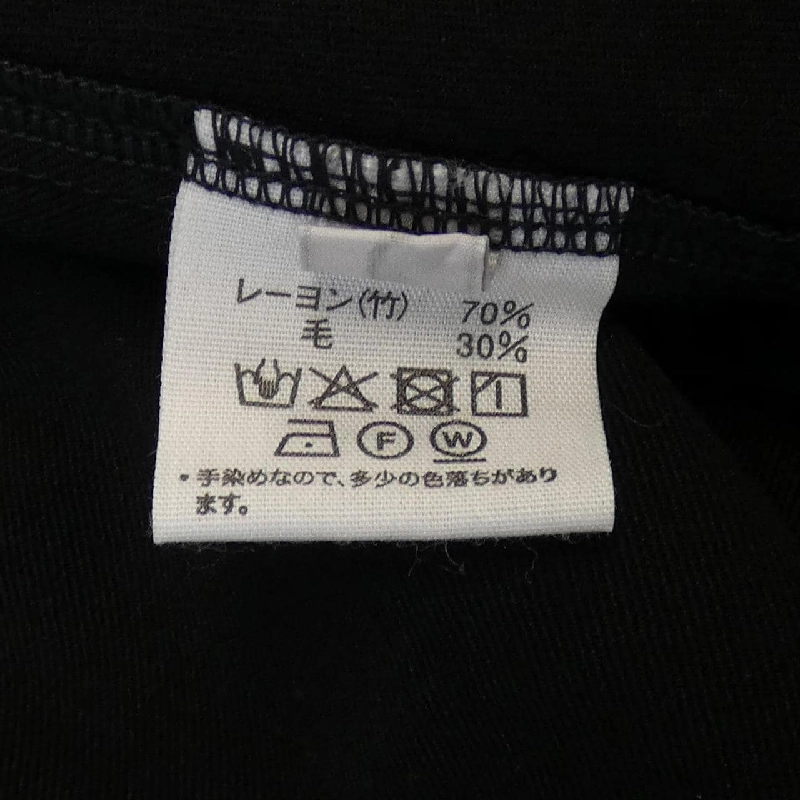 レーヨン(竹) 70%
毛 30%
F W
・手染めなので、多少の色落ちがあり
ます。